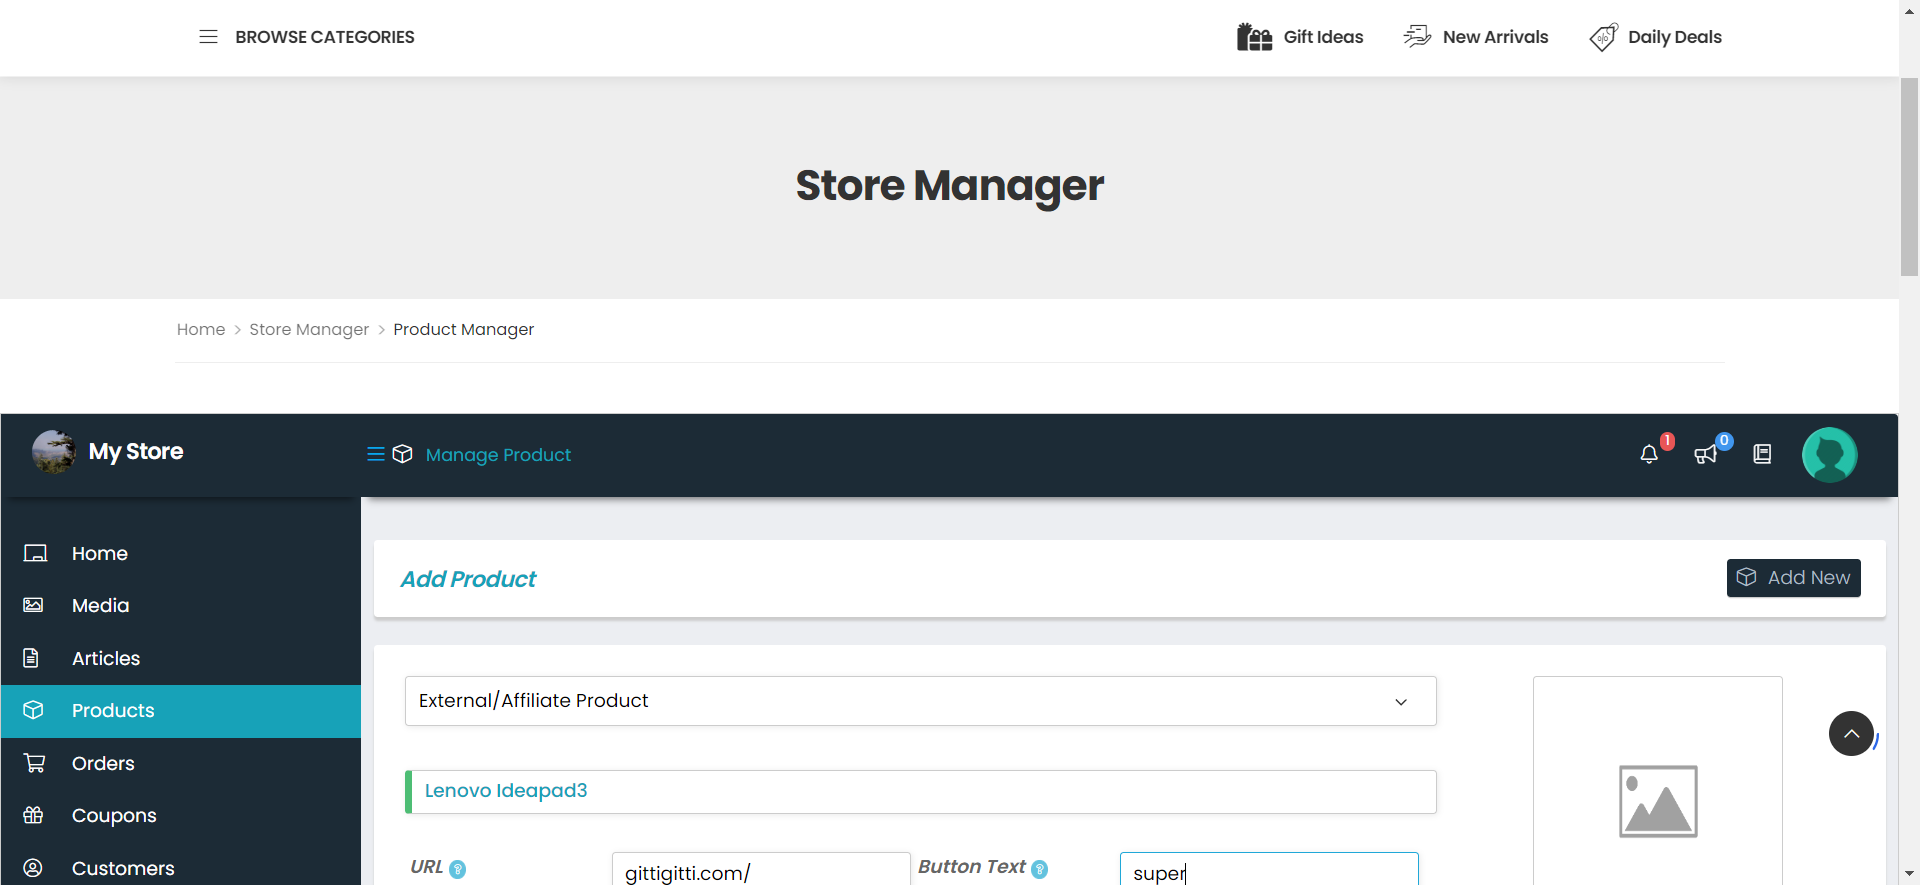 BROWSE CATEGORIES
Gift Ideas
New Arrivals
Daily Deals
Store Manager
Home > Store Manager > Product Manager
My Store
Manage Product
1
0
Home
Media
Articles
Products
Orders
Coupons
Customers
Add Product
Add New
External/Affiliate Product
Lenovo Ideapad3
URL ?
gittigitti.com/
Button Text ?
super